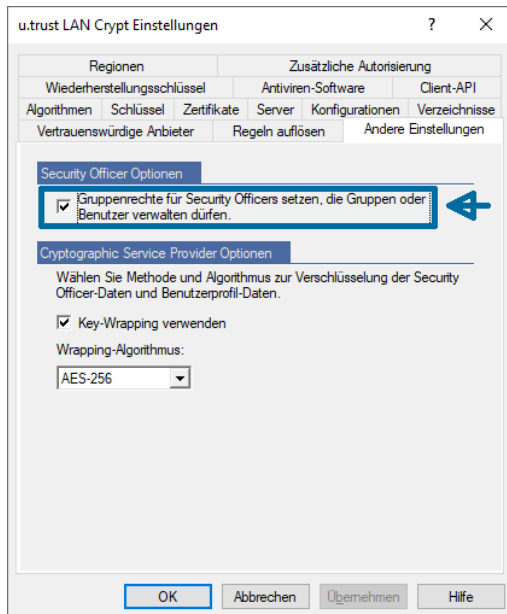 u.trust LAN Crypt Einstellungen
?
Regionen
Zusätzliche Autorisierung
Wiederherstellungsschlüssel
Antiviren-Software
Client-API
Algorithmen
Schlüssel
Zertifikate
Server
Konfigurationen
Verzeichnisse
Vertrauenswürdige Anbieter
Regeln auflösen
Andere Einstellungen
Security Officer Optionen
Gruppenrechte für Security Officers setzen, die Gruppen oder
Benutzer verwalten dürfen.
Cryptographic Service Provider Optionen
Wählen Sie Methode und Algorithmus zur Verschlüsselung der Security
Officer-Daten und Benutzerprofil-Daten.
Key-Wrapping verwenden
Wrapping-Algorithmus:
AES-256
OK
Abbrechen
Übernehmen
Hilfe